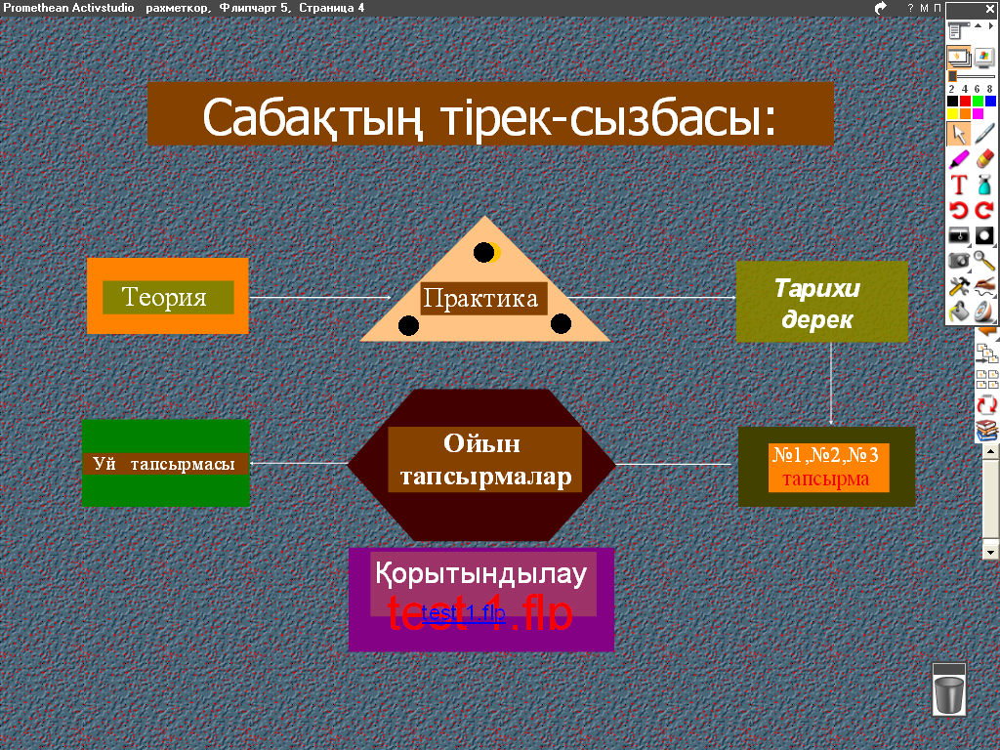 Promethean Activstudio рахметкор, Флипчарт 5, Страница 4
? М П
2 4 6 8
Сабақтың тірек-сызбасы:
Теория
Практика
Тарихи
дерек
Уй тапсырмасы
Ойын
тапсырмалар
№1,№2,№3
тапсырма
Қорытындылау
test 1.flp
test 1.flp